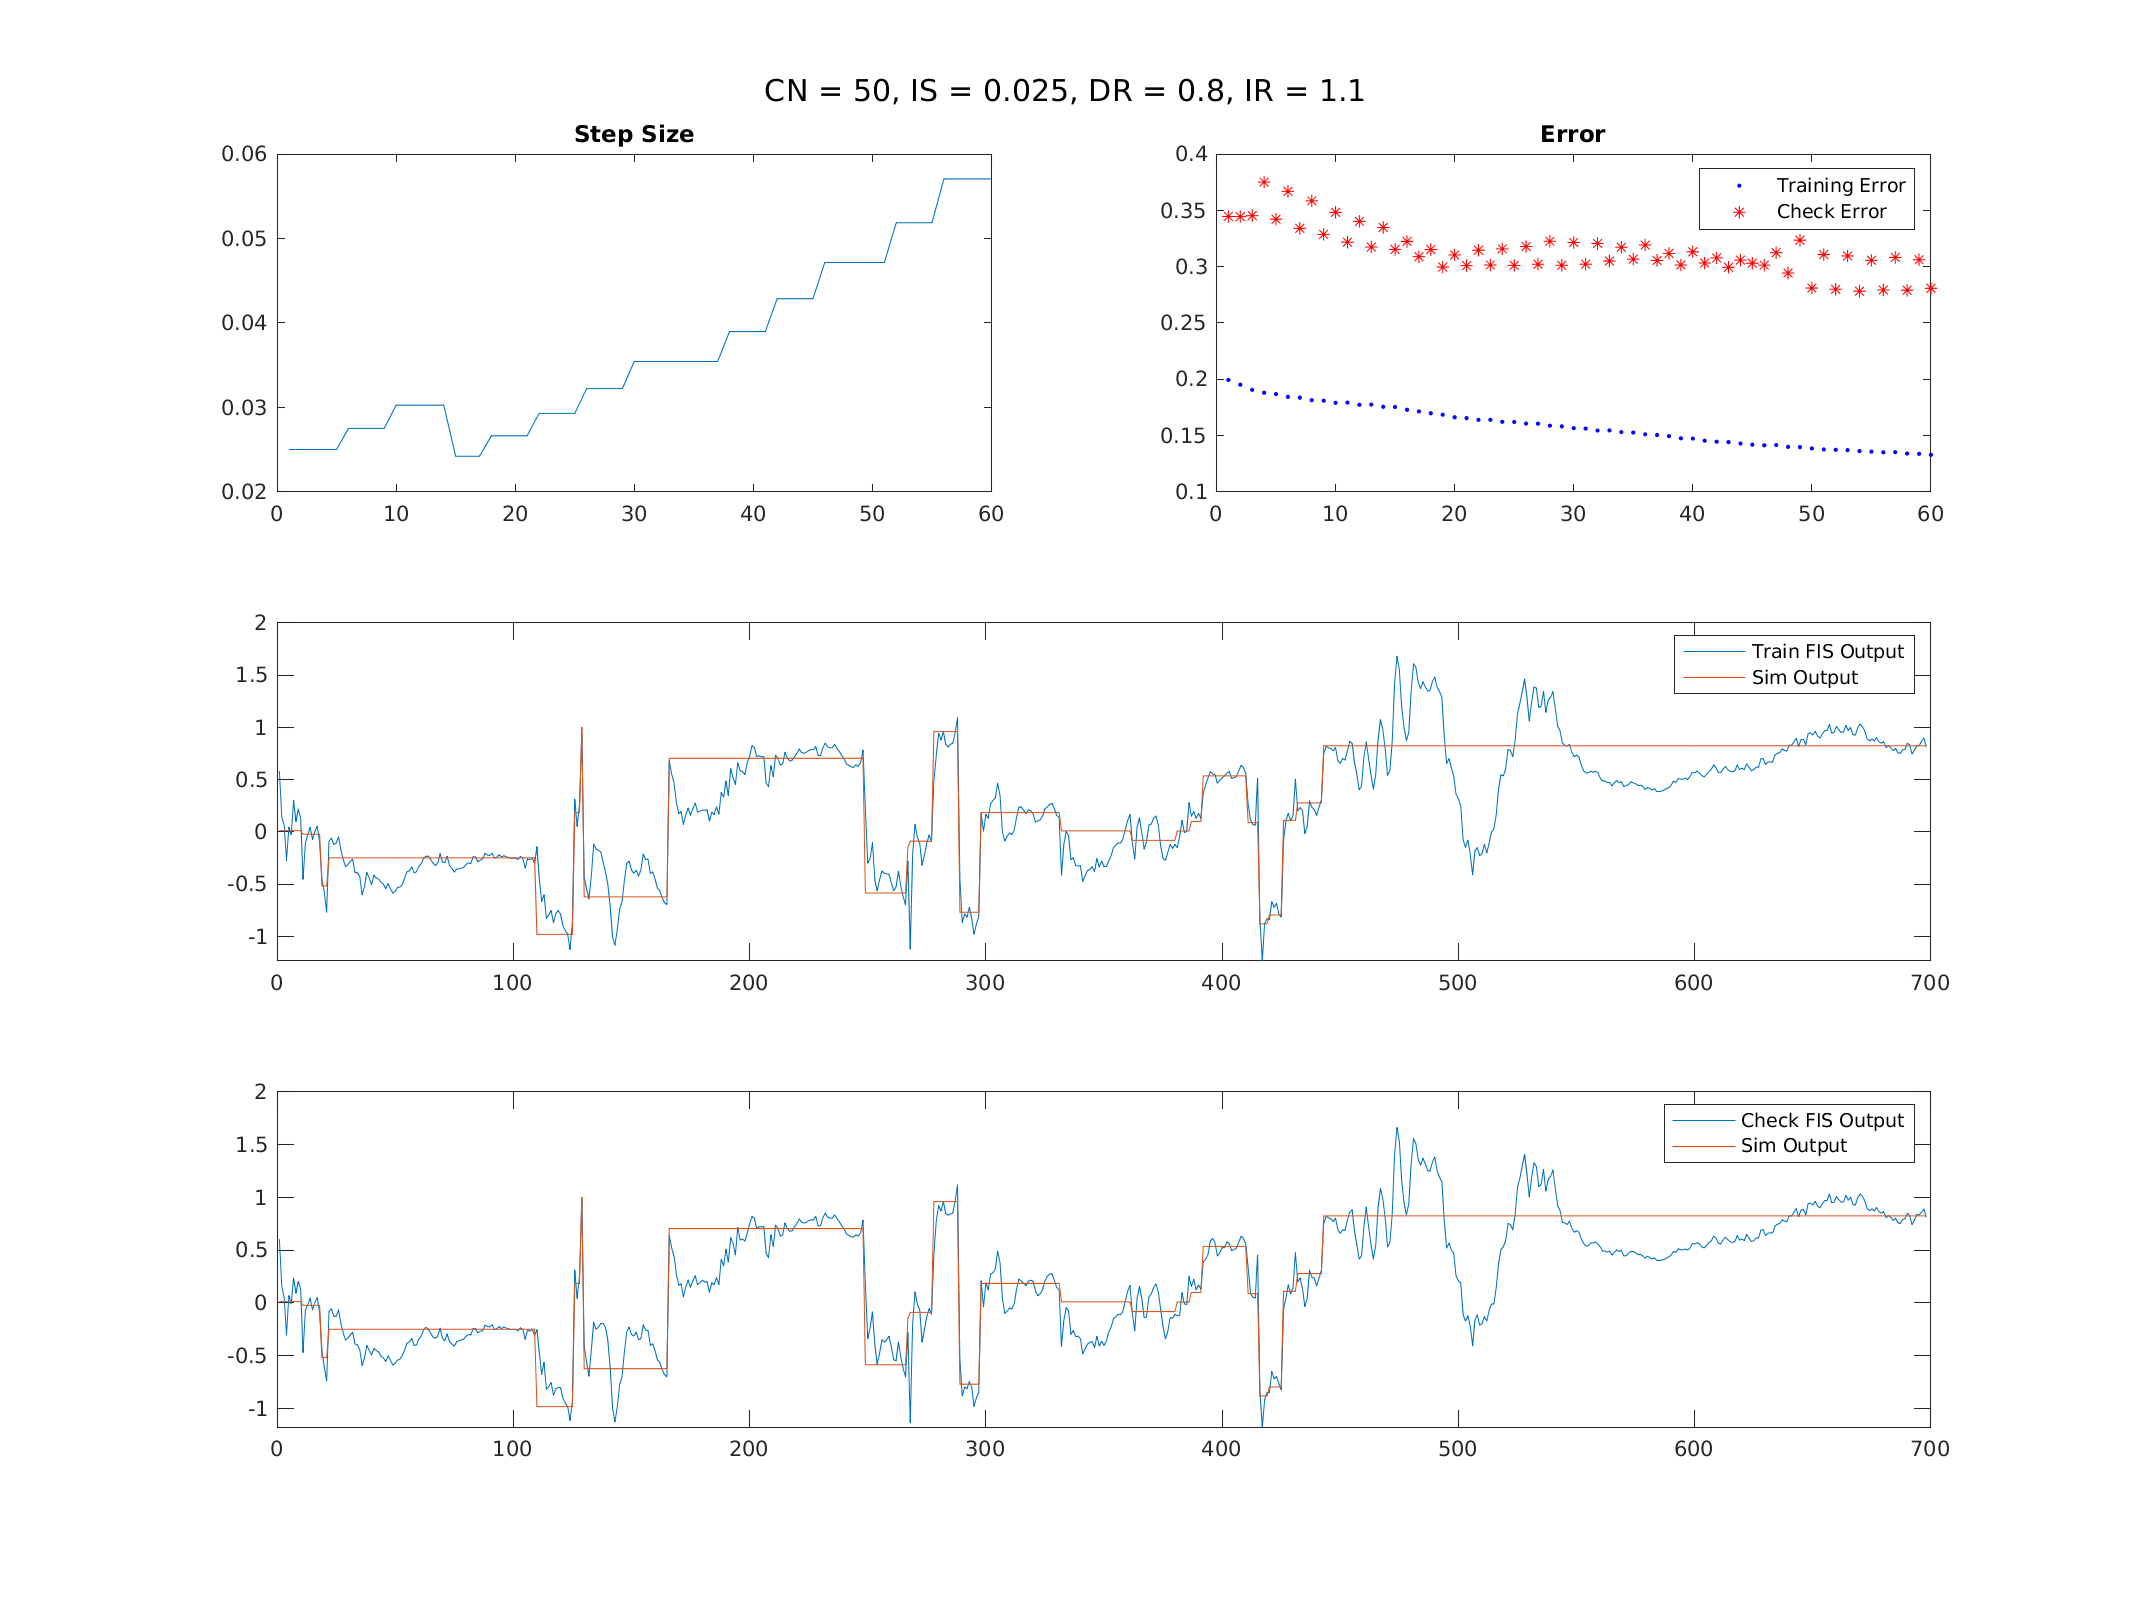 CN = 50, IS = 0.025, DR = 0.8, IR = 1.1
Step Size
0.06
0.05
0.04
0.03
0.02
0 10 20 30 40 50 60
Error
0.4
0.35
0.3
0.25
0.2
0.15
0.1
0 10 20 30 40 50 60
Training Error
Check Error
2
1.5
1
0.5
0
-0.5
-1
0 100 200 300 400 500 600 700
Train FIS Output
Sim Output
2
1.5
1
0.5
0
-0.5
-1
0 100 200 300 400 500 600 700
Check FIS Output
Sim Output